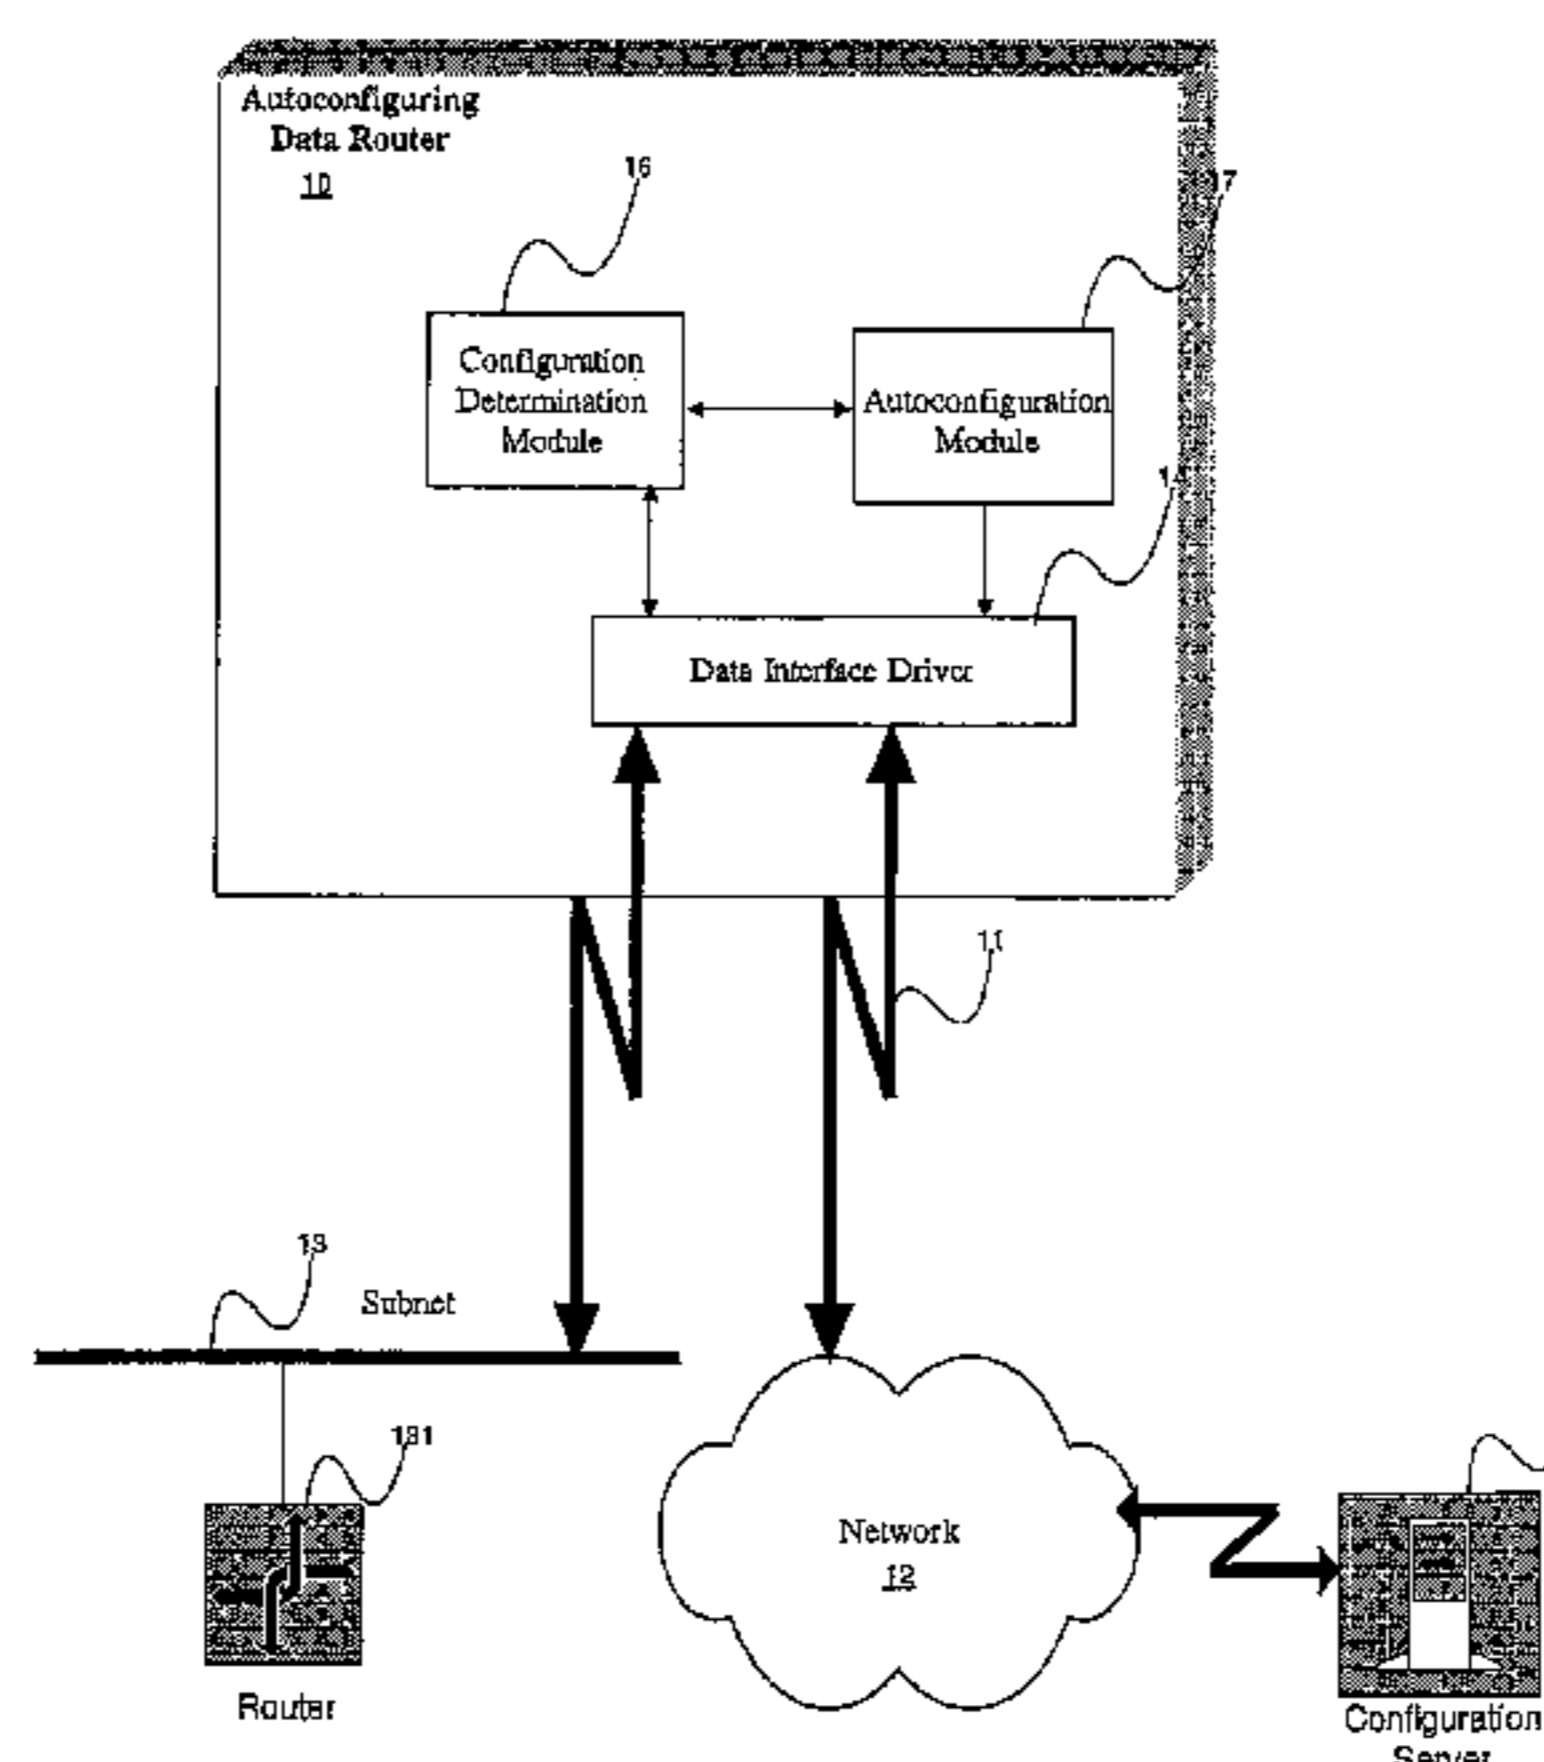 Autoconfiguring
Data Router
10
16
17
Configuration
Determination
Module
Autoconfiguration
Module
Data Interface Driver
11
13
Subnet
131
Network
12
Router
Configuration
Server